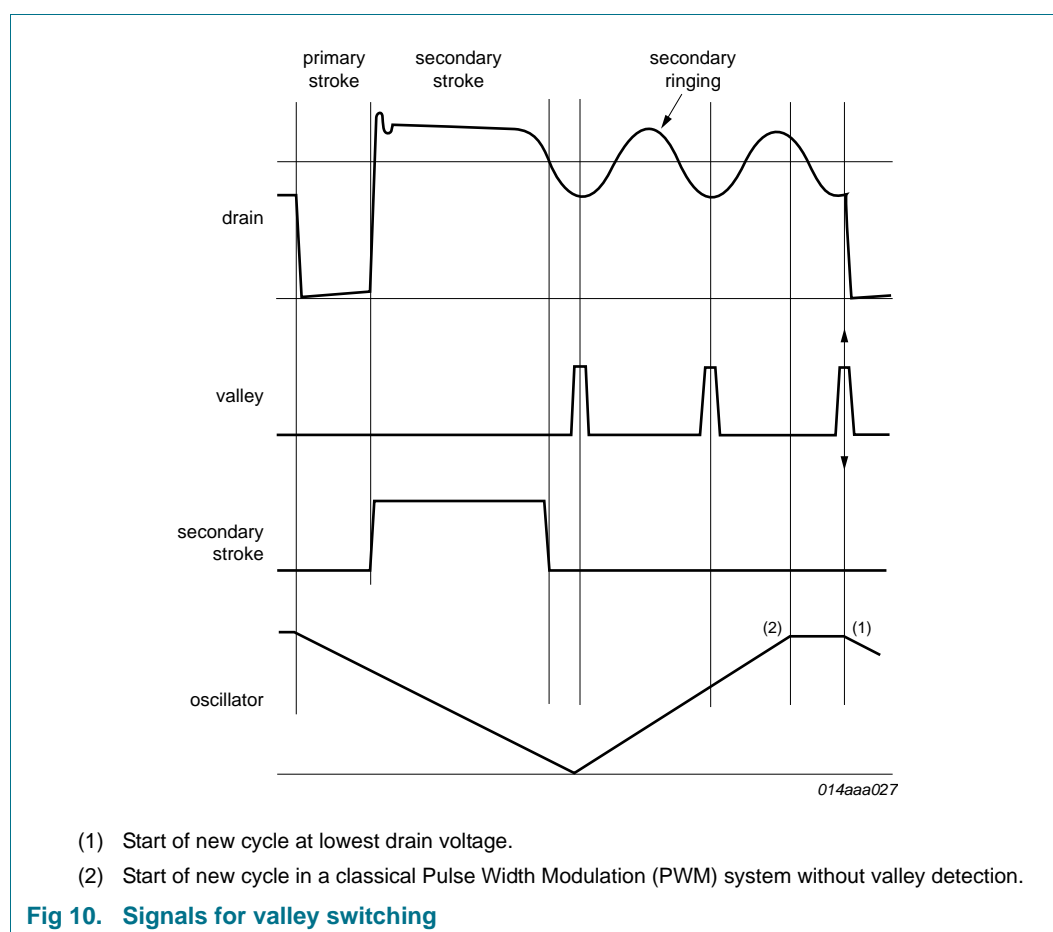 primary
stroke
secondary
stroke
secondary
ringing
drain
valley
secondary
stroke
(2)
(1)
oscillator
014aaa027
(1) Start of new cycle at lowest drain voltage.
(2) Start of new cycle in a classical Pulse Width Modulation (PWM) system without valley detection.
Fig 10. Signals for valley switching